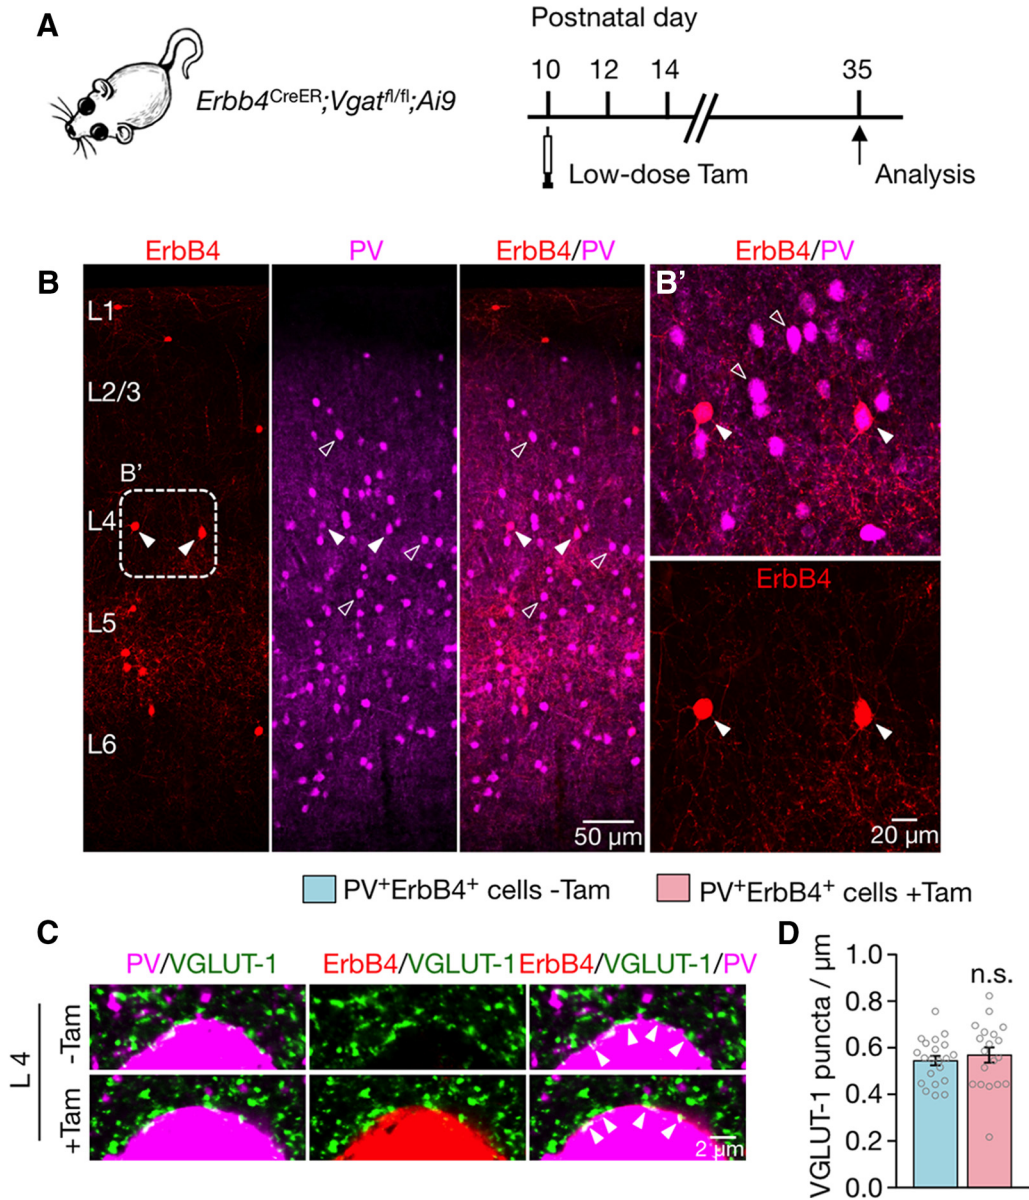 A
Erbb4CreER;Vgatfl/fl;Ai9
Postnatal day
10 12 14 35
Low-dose Tam
Analysis
B
ErbB4
PV
ErbB4/PV
B’
ErbB4/PV
L1
L2/3
B’
L4
L5
L6
50 µm
ErbB4
20 µm
PV+ErbB4+ cells -Tam
PV+ErbB4+ cells +Tam
C
PV/VGLUT-1
ErbB4/VGLUT-1
ErbB4/VGLUT-1/PV
L 4
-Tam
+Tam
2 µm
D
VGLUT-1 puncta / µm
1.0
0.8
0.6
0.4
0.2
0
n.s.